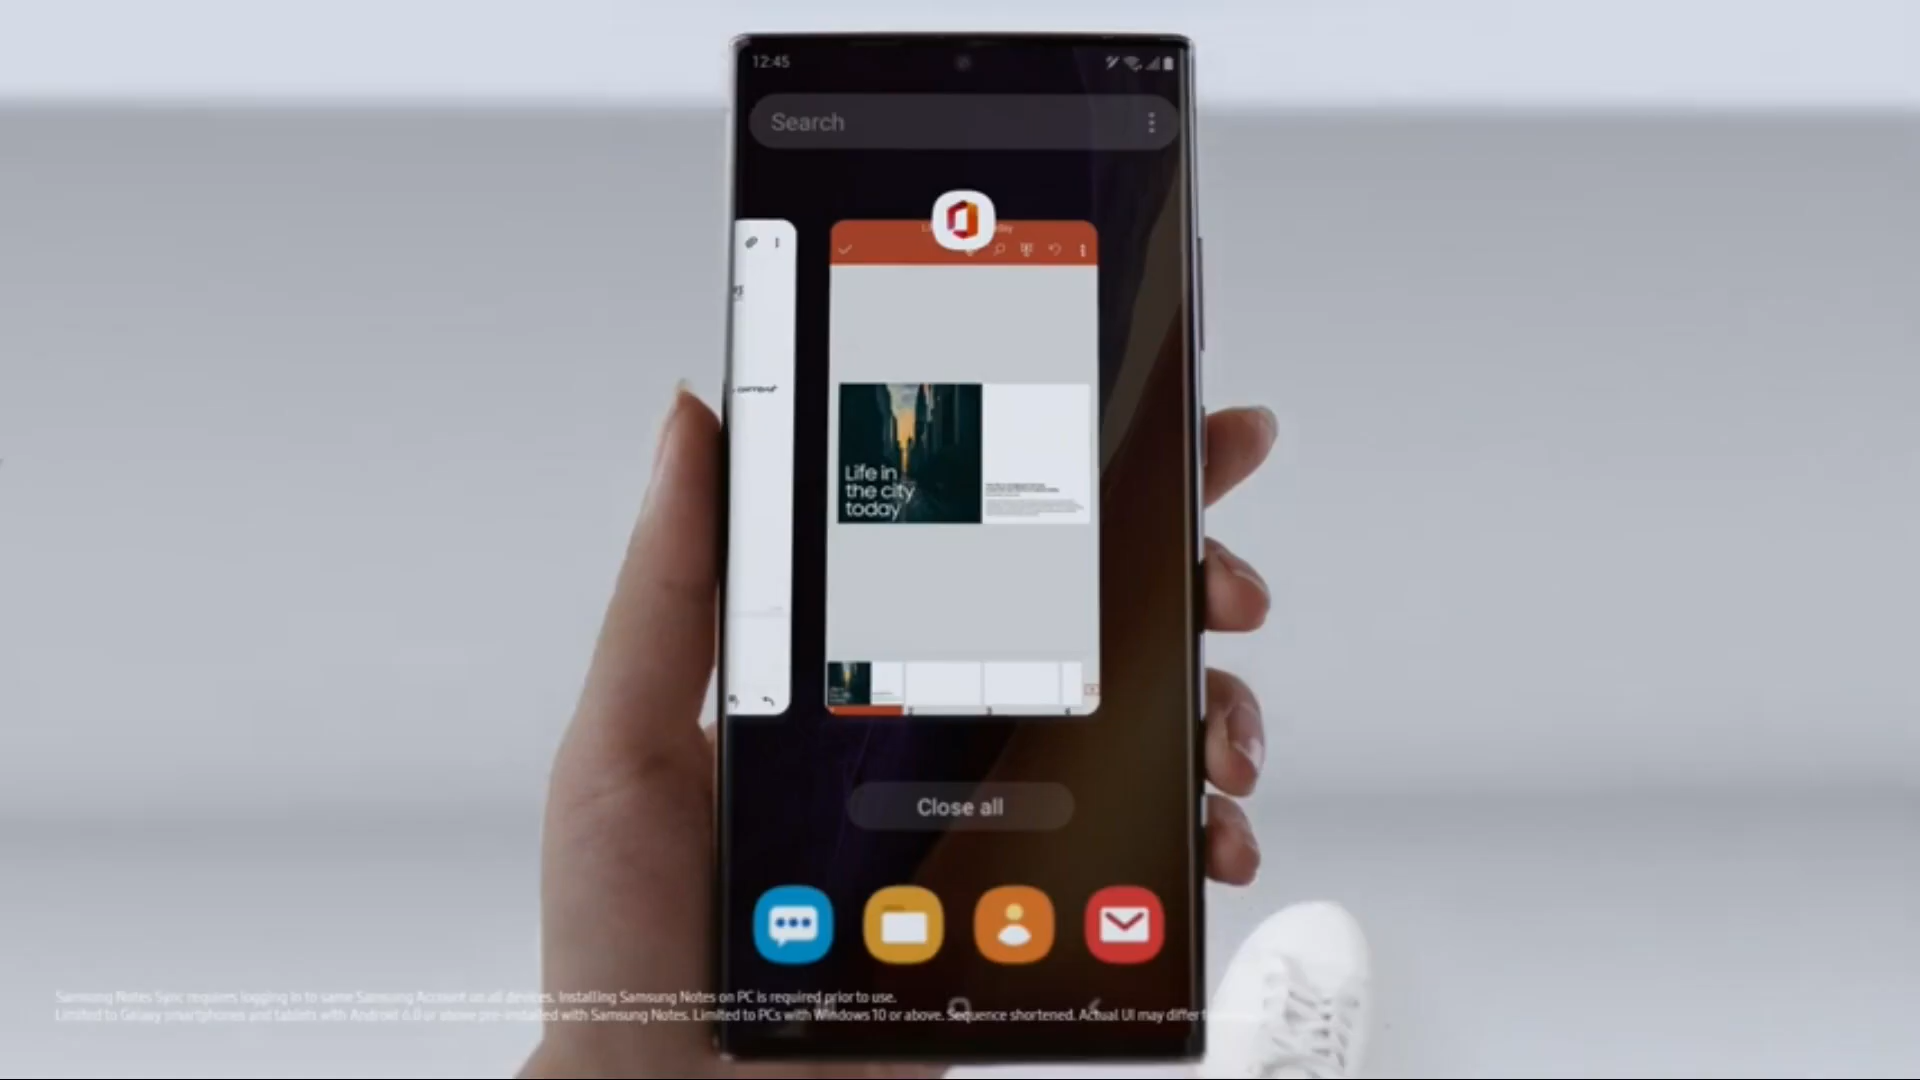 12:45
Search
Life in
the city
today
2
3
4
Close all
Samsung Notes Sync requires logging in to same Samsung Account on all devices. Installing Samsung Notes on PC is required prior to use.
Limited to Galaxy smartphones and tablets with Android 6.0 or above pre-installed with Samsung Notes. Limited to PCs with Windows 10 or above. Sequence shortened. Actual UI may differ